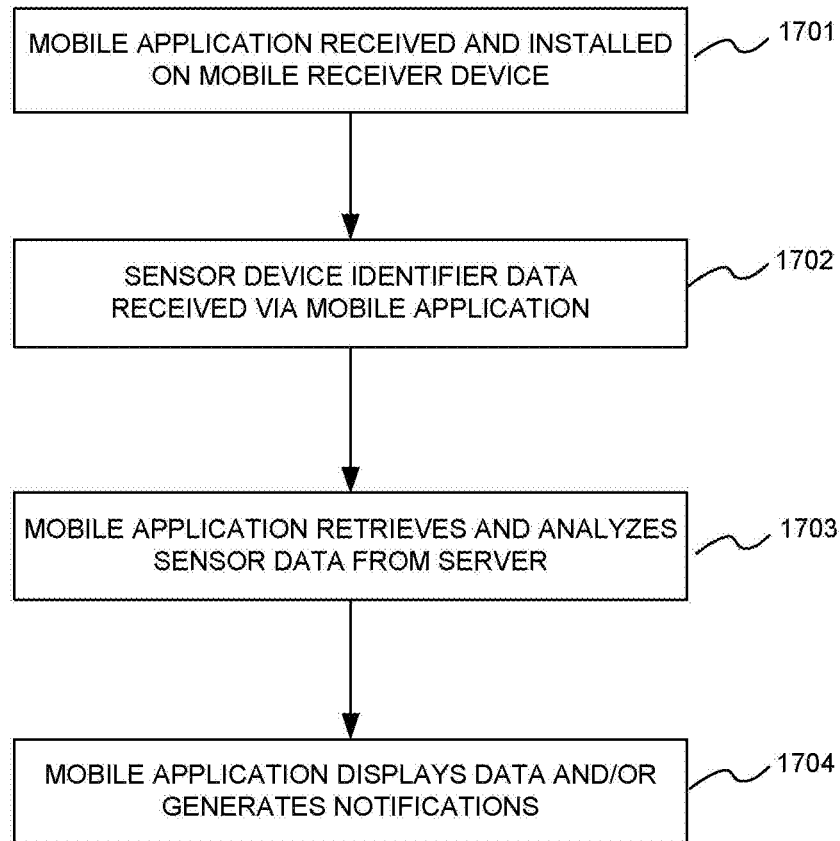 MOBILE APPLICATION RECEIVED AND INSTALLED
ON MOBILE RECEIVER DEVICE
1701
SENSOR DEVICE IDENTIFIER DATA
RECEIVED VIA MOBILE APPLICATION
1702
MOBILE APPLICATION RETRIEVES AND ANALYZES
SENSOR DATA FROM SERVER
1703
MOBILE APPLICATION DISPLAYS DATA AND/OR
GENERATES NOTIFICATIONS
1704